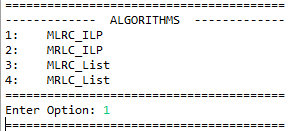 ========================================
------------- ALGORITHMS -------------
1: MLRC_ILP
2: MRLC_ILP
3: MLRC_List
4: MRLC_List
========================================
Enter Option: 1
========================================